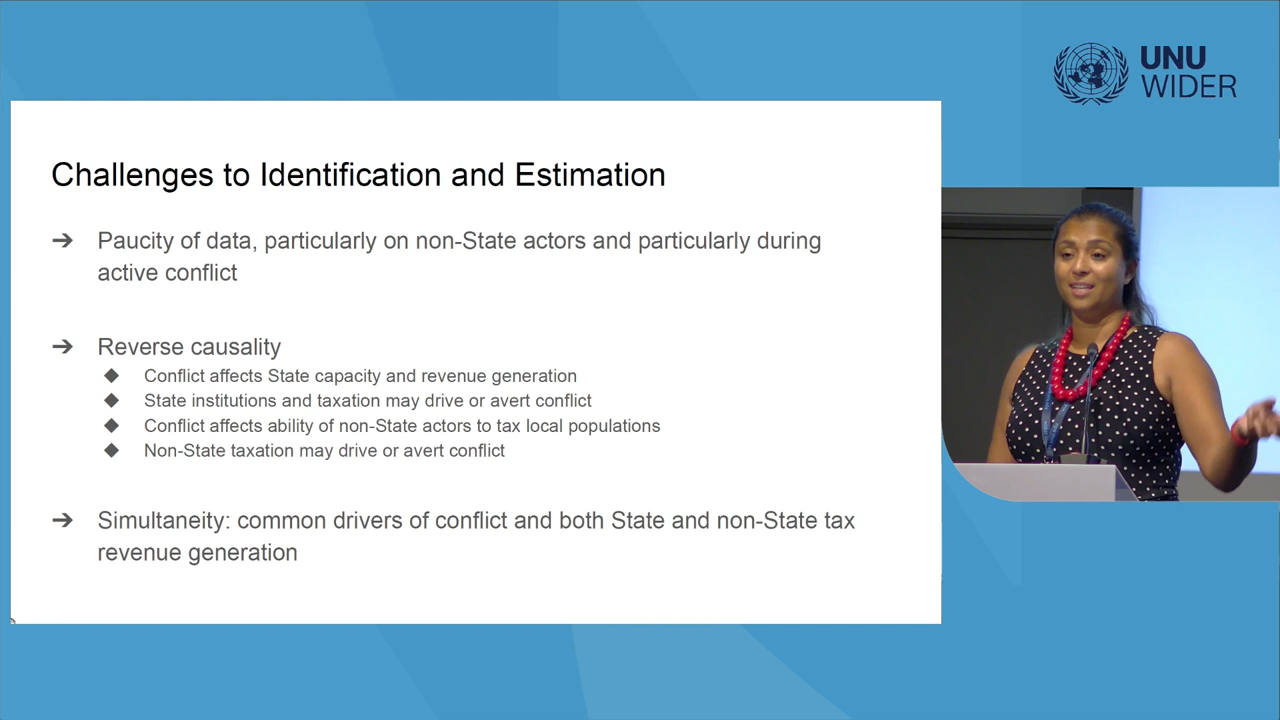 UNU
WIDER
Challenges to Identification and Estimation
➔ Paucity of data, particularly on non-State actors and particularly during
active conflict
➔ Reverse causality
◆ Conflict affects State capacity and revenue generation
◆ State institutions and taxation may drive or avert conflict
◆ Conflict affects ability of non-State actors to tax local populations
◆ Non-State taxation may drive or avert conflict
➔ Simultaneity: common drivers of conflict and both State and non-State tax
revenue generation